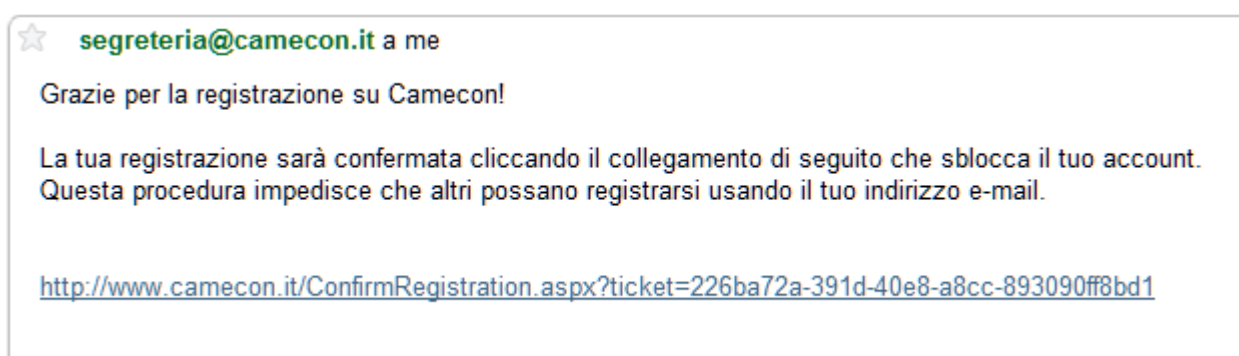 segreteria@camecon.it a me
Grazie per la registrazione su Camecon!
La tua registrazione sarà confermata cliccando il collegamento di seguito che sblocca il tuo account.
Questa procedura impedisce che altri possano registrarsi usando il tuo indirizzo e-mail.
http://www.camecon.it/ConfirmRegistration.aspx?ticket=226ba72a-391d-40e8-a8cc-893090ff8bd1